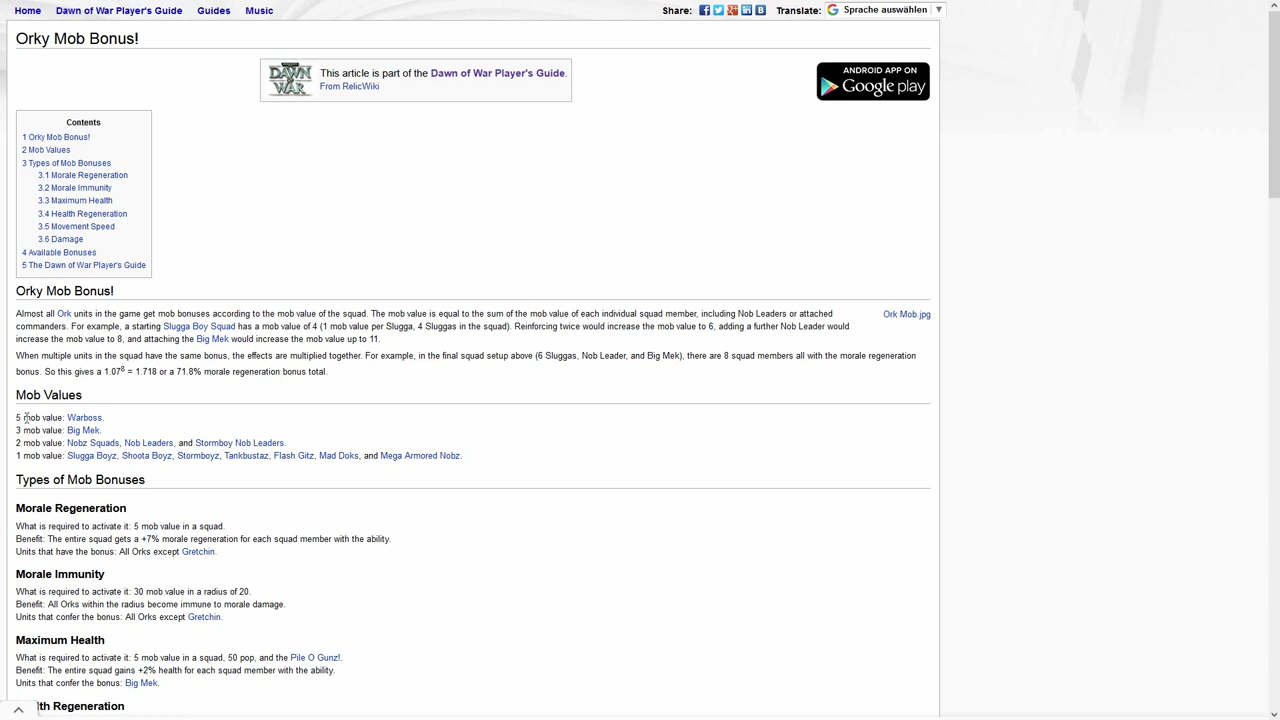 Home Dawn of War Player's Guide Guides Music Share: Translate: Sprache auswählen ▼
Orky Mob Bonus!
DAWN OF WAR
This article is part of the Dawn of War Player's Guide.
From RelicWiki
ANDROID APP ON
Google play
Contents
1 Orky Mob Bonus!
2 Mob Values
3 Types of Mob Bonuses
3.1 Morale Regeneration
3.2 Morale Immunity
3.3 Maximum Health
3.4 Health Regeneration
3.5 Movement Speed
3.6 Damage
4 Available Bonuses
5 The Dawn of War Player's Guide
Orky Mob Bonus!
Almost all Ork units in the game get mob bonuses according to the mob value of the squad. The mob value is equal to the sum of the mob value of each individual squad member, including Nob Leaders or attached
commanders. For example, a starting Slugga Boy Squad has a mob value of 4 (1 mob value per Slugga, 4 Sluggas in the squad). Reinforcing twice would increase the mob value to 6, adding a further Nob Leader would
increase the mob value to 8, and attaching the Big Mek would increase the mob value up to 11.
Ork Mob.jpg
When multiple units in the squad have the same bonus, the effects are multiplied together. For example, in the final squad setup above (6 Sluggas, Nob Leader, and Big Mek), there are 8 squad members all with the morale regeneration
bonus. So this gives a 1.07⁸ = 1.718 or a 71.8% morale regeneration bonus total.
Mob Values
5 mob value: Warboss.
3 mob value: Big Mek.
2 mob value: Nobz Squads, Nob Leaders, and Stormboy Nob Leaders.
1 mob value: Slugga Boyz, Shoota Boyz, Stormboyz, Tankbustaz, Flash Gitz, Mad Doks, and Mega Armored Nobz.
Types of Mob Bonuses
Morale Regeneration
What is required to activate it: 5 mob value in a squad.
Benefit: The entire squad gets a +7% morale regeneration for each squad member with the ability.
Units that have the bonus: All Orks except Gretchin.
Morale Immunity
What is required to activate it: 30 mob value in a radius of 20.
Benefit: All Orks within the radius become immune to morale damage.
Units that confer the bonus: All Orks except Gretchin.
Maximum Health
What is required to activate it: 5 mob value in a squad, 50 pop, and the Pile O Gunz!.
Benefit: The entire squad gains +2% health for each squad member with the ability.
Units that confer the bonus: Big Mek.
lth Regeneration